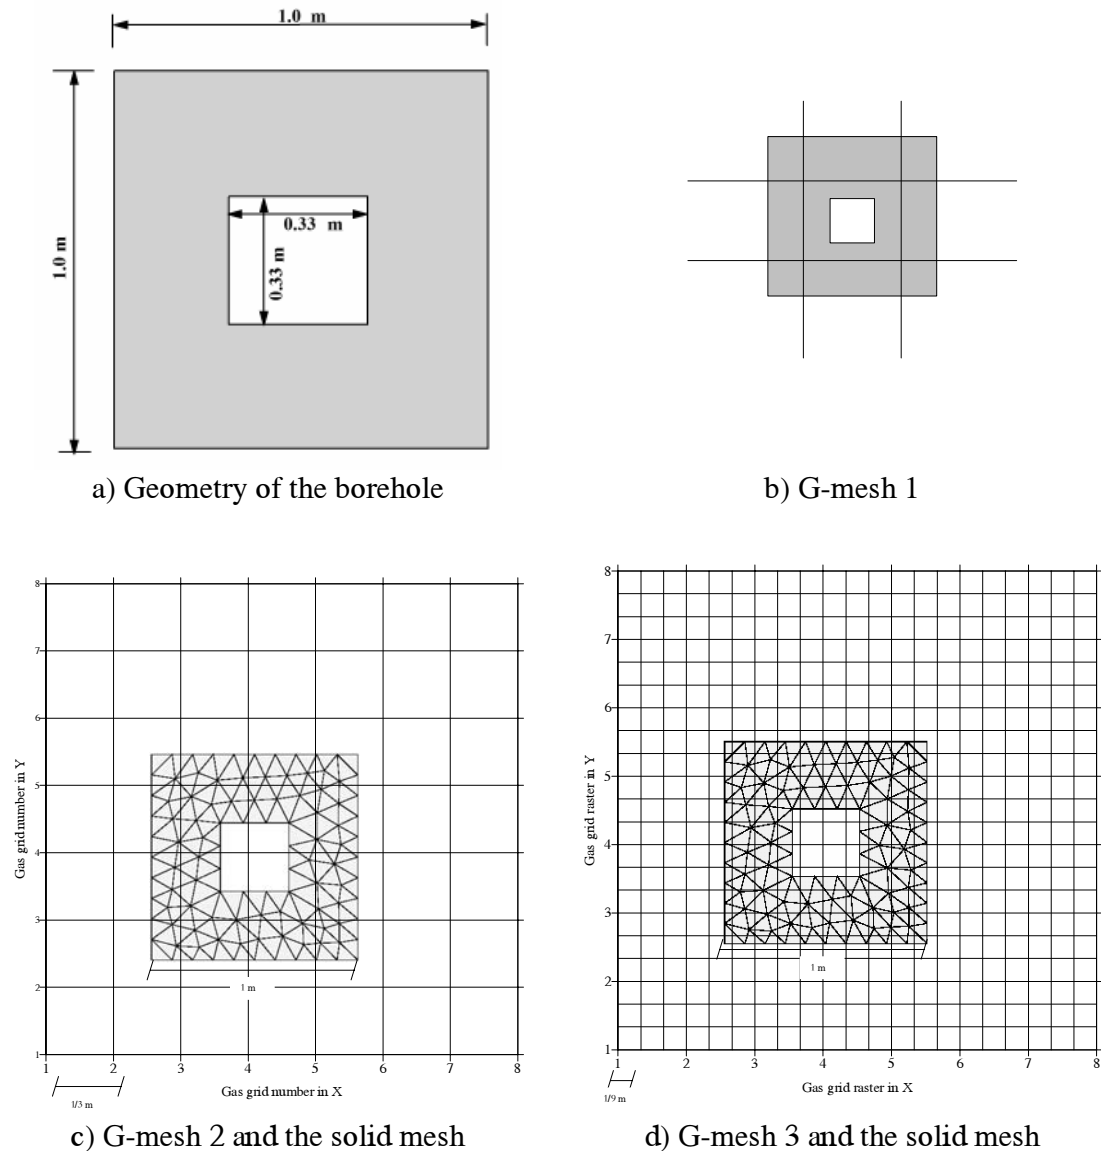 1.0 m
1.0 m
0.33 m
0.33 m
a) Geometry of the borehole
b) G-mesh 1
8
7
6
5
4
3
2
1
Gas grid number in Y
1 m
1 2 3 4 5 6 7 8
Gas grid number in X
1/3 m
8
7
6
5
4
3
2
1
Gas grid raster in Y
1 m
1 2 3 4 5 6 7 8
Gas grid raster in X
1/9 m
c) G-mesh 2 and the solid mesh
d) G-mesh 3 and the solid mesh